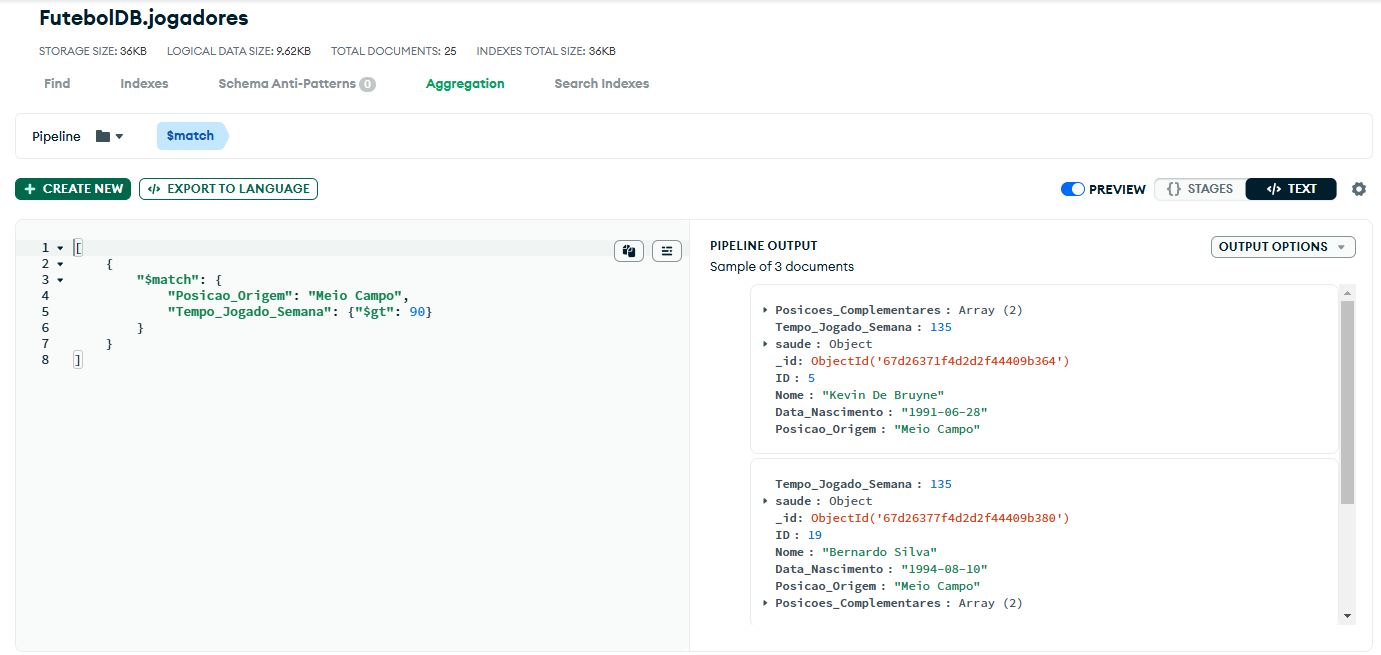 FutebolDB.jogadores
STORAGE SIZE: 36KB LOGICAL DATA SIZE: 9.62KB TOTAL DOCUMENTS: 25 INDEXES TOTAL SIZE: 36KB
Find Indexes Schema Anti-Patterns 0 Aggregation Search Indexes
Pipeline $match
+ CREATE NEW </> EXPORT TO LANGUAGE PREVIEW {} STAGES </> TEXT
1 [
2 {
3 "$match": {
4 "Posicao_Origem": "Meio Campo",
5 "Tempo_Jogado_Semana": {"$gt": 90}
6 }
7 }
8 ]
PIPELINE OUTPUT
Sample of 3 documents
OUTPUT OPTIONS
Posicoes_Complementares : Array (2)
Tempo_Jogado_Semana : 135
saude : Object
_id: ObjectId('67d26371f4d2d2f44409b364')
ID : 5
Nome : "Kevin De Bruyne"
Data_Nascimento : "1991-06-28"
Posicao_Origem : "Meio Campo"
Tempo_Jogado_Semana : 135
saude : Object
_id: ObjectId('67d26377f4d2d2f44409b380')
ID : 19
Nome : "Bernardo Silva"
Data_Nascimento : "1994-08-10"
Posicao_Origem : "Meio Campo"
Posicoes_Complementares : Array (2)